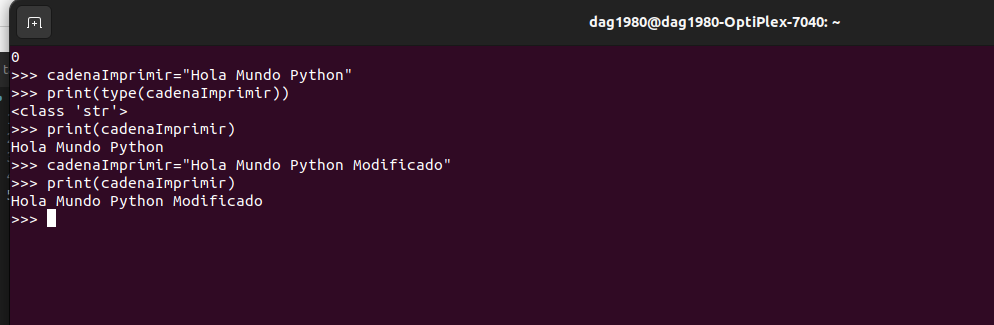 dag1980@dag1980-OptiPlex-7040: ~
0
>>> cadenaImprimir="Hola Mundo Python"
>>> print(type(cadenaImprimir))
<class 'str'>
>>> print(cadenaImprimir)
Hola Mundo Python
>>> cadenaImprimir="Hola Mundo Python Modificado"
>>> print(cadenaImprimir)
Hola Mundo Python Modificado
>>>